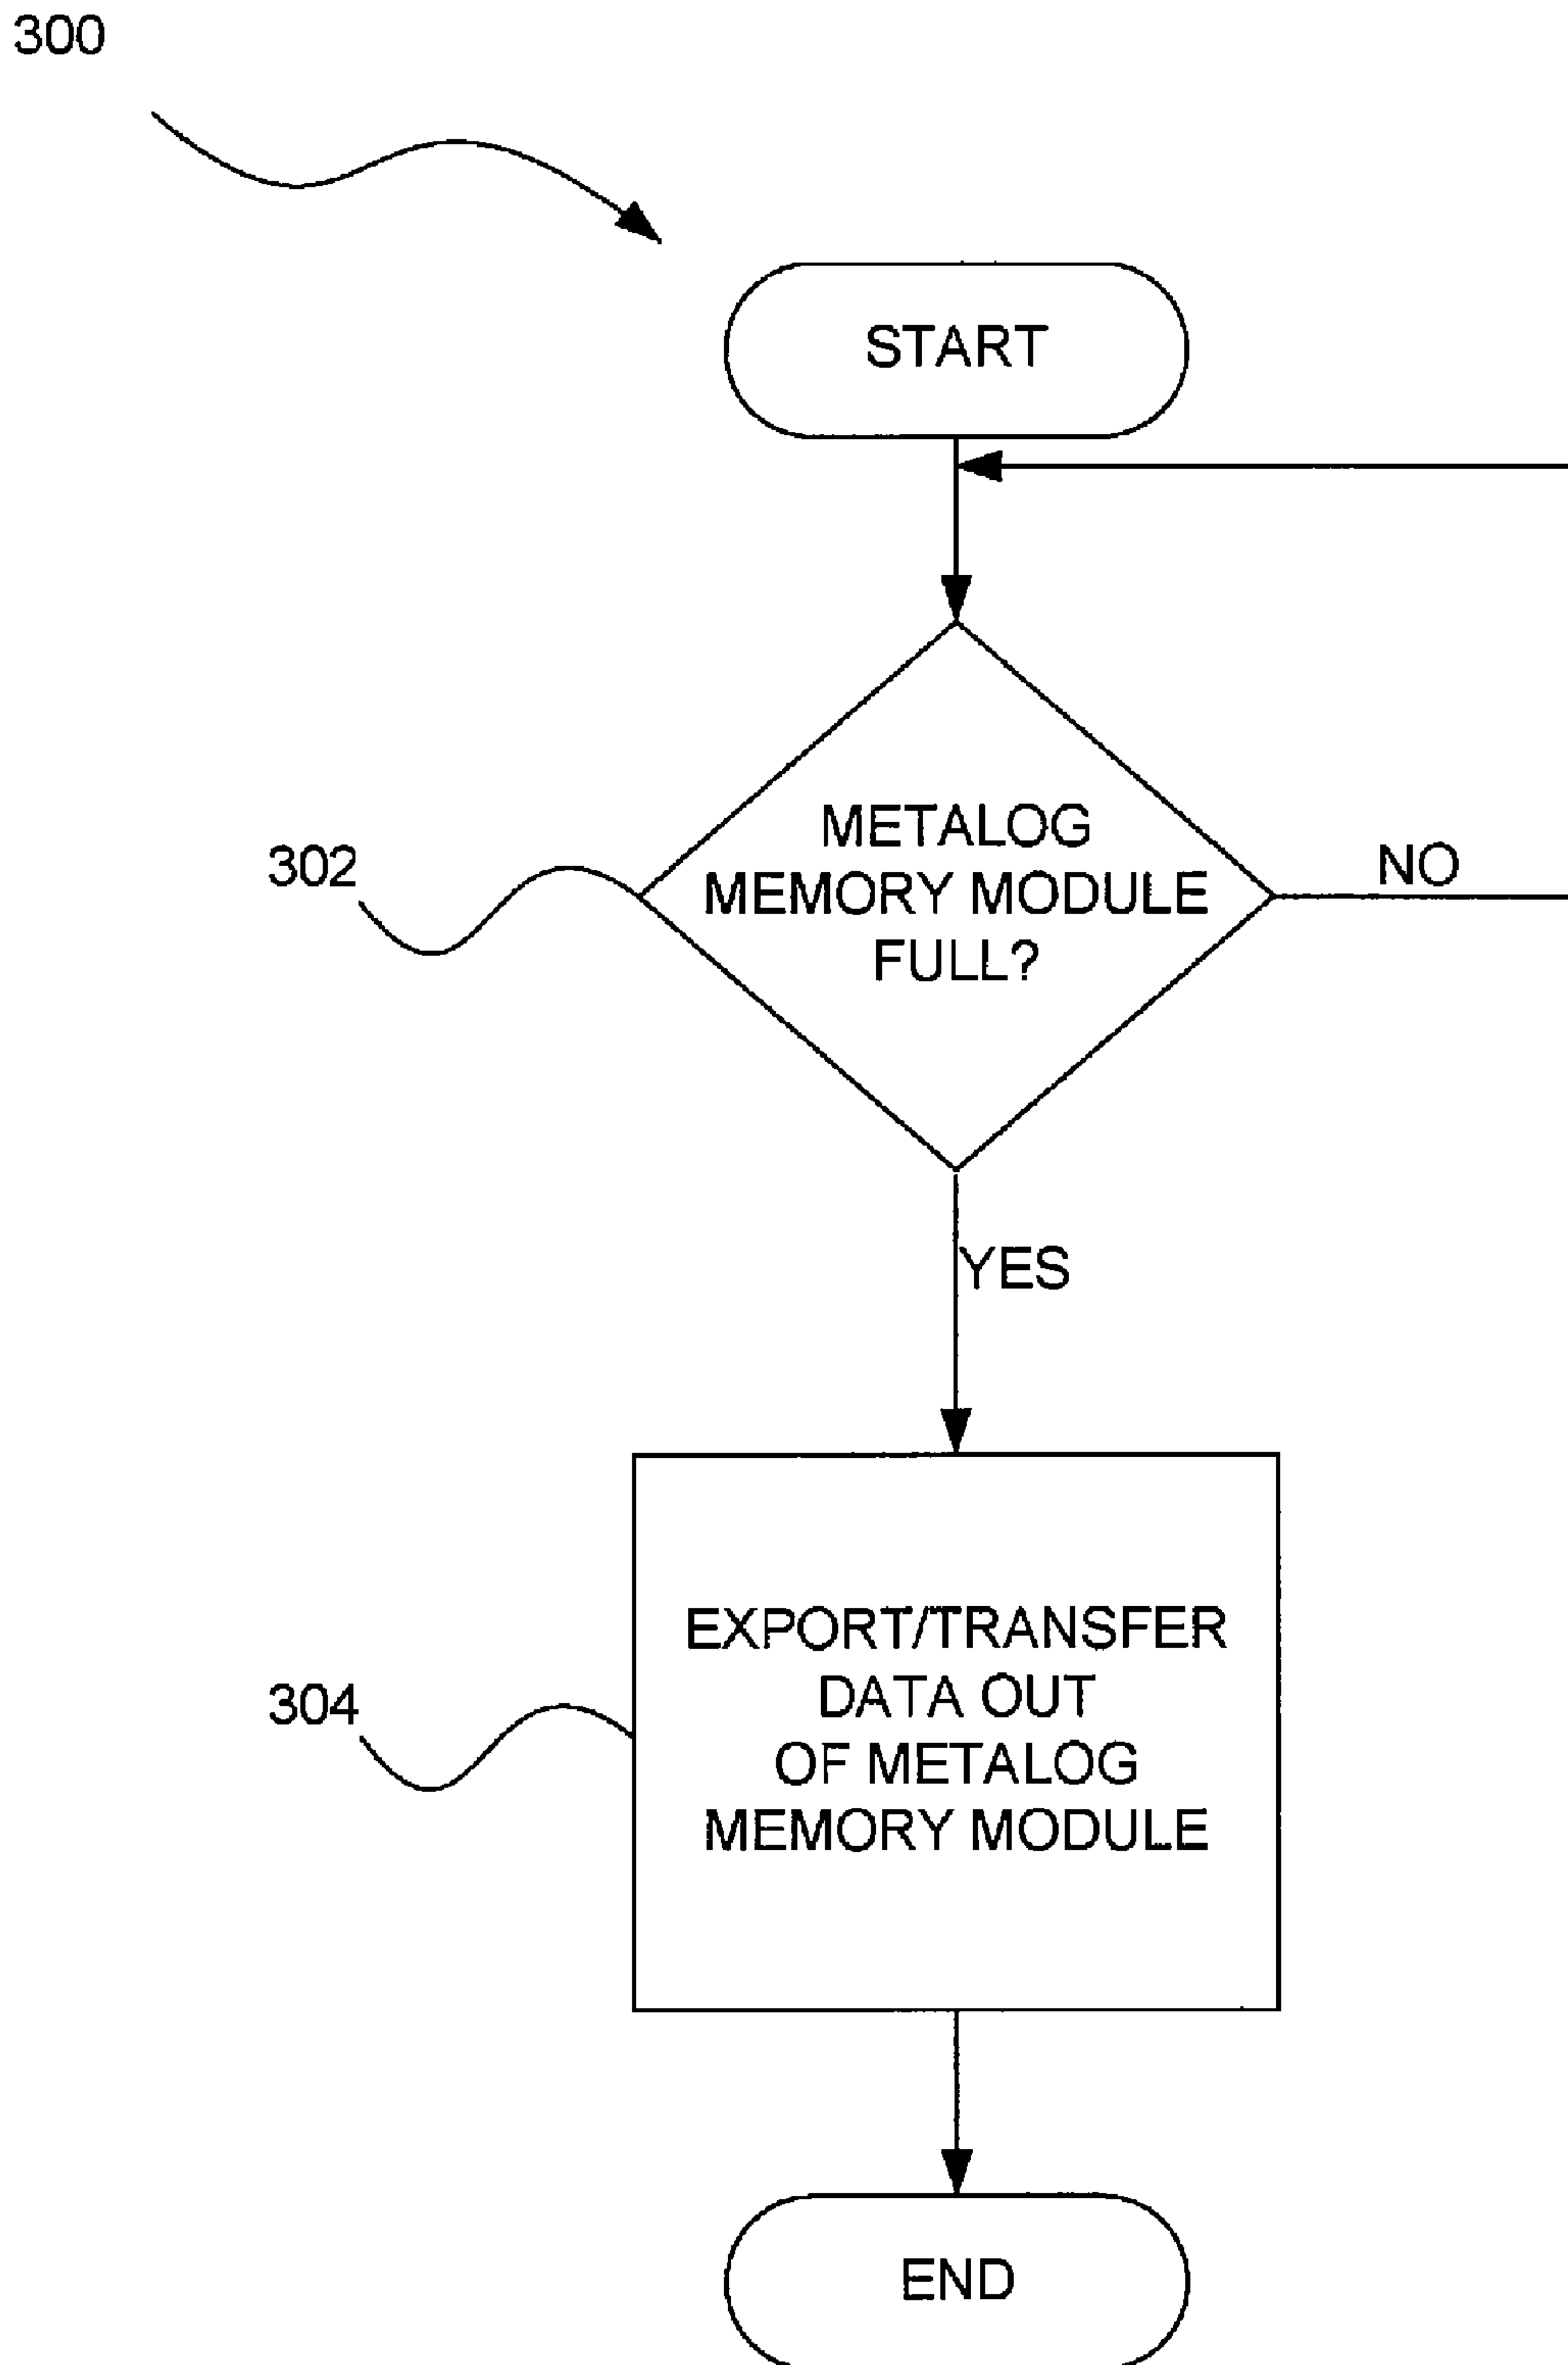 300
START
METALOG
MEMORY MODULE
FULL?
302
NO
YES
EXPORT/TRANSFER
DATA OUT
OF METALOG
MEMORY MODULE
304
END